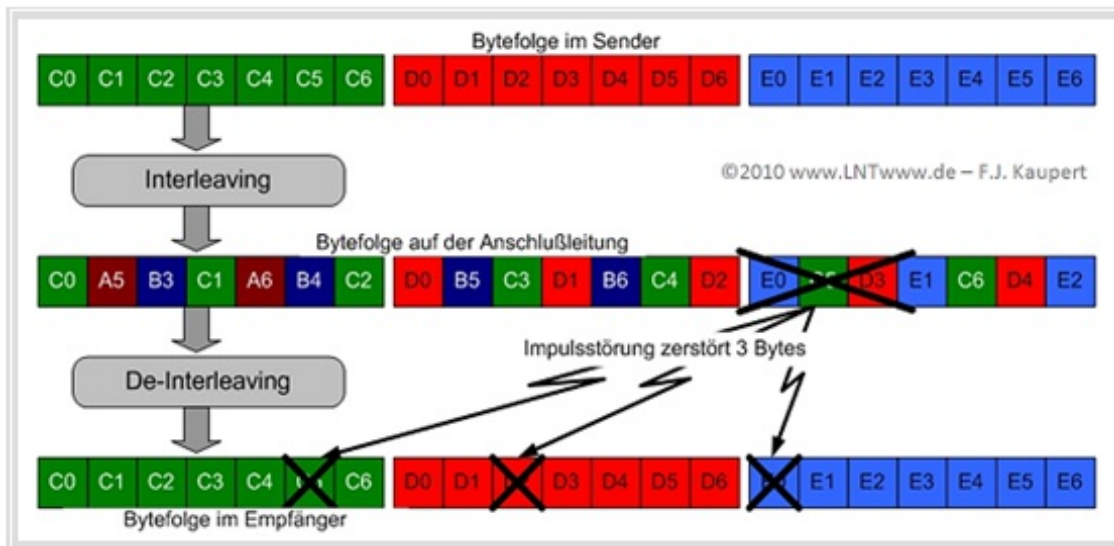 Bytefolge im Sender
C0 C1 C2 C3 C4 C5 C6 D0 D1 D2 D3 D4 D5 D6 E0 E1 E2 E3 E4 E5 E6
Interleaving
©2010 www.LNTwww.de – F.J. Kaupert
Bytefolge auf der Anschlußleitung
C0 A5 B3 C1 A6 B4 C2 D0 B5 C3 D1 B6 C4 D2 E0 D3 E1 C6 D4 E2
Impulsstörung zerstört 3 Bytes
De-Interleaving
C0 C1 C2 C3 C4 C6 D0 D1 D3 D4 D5 D6 E1 E2 E3 E4 E5 E6
Bytefolge im Empfänger